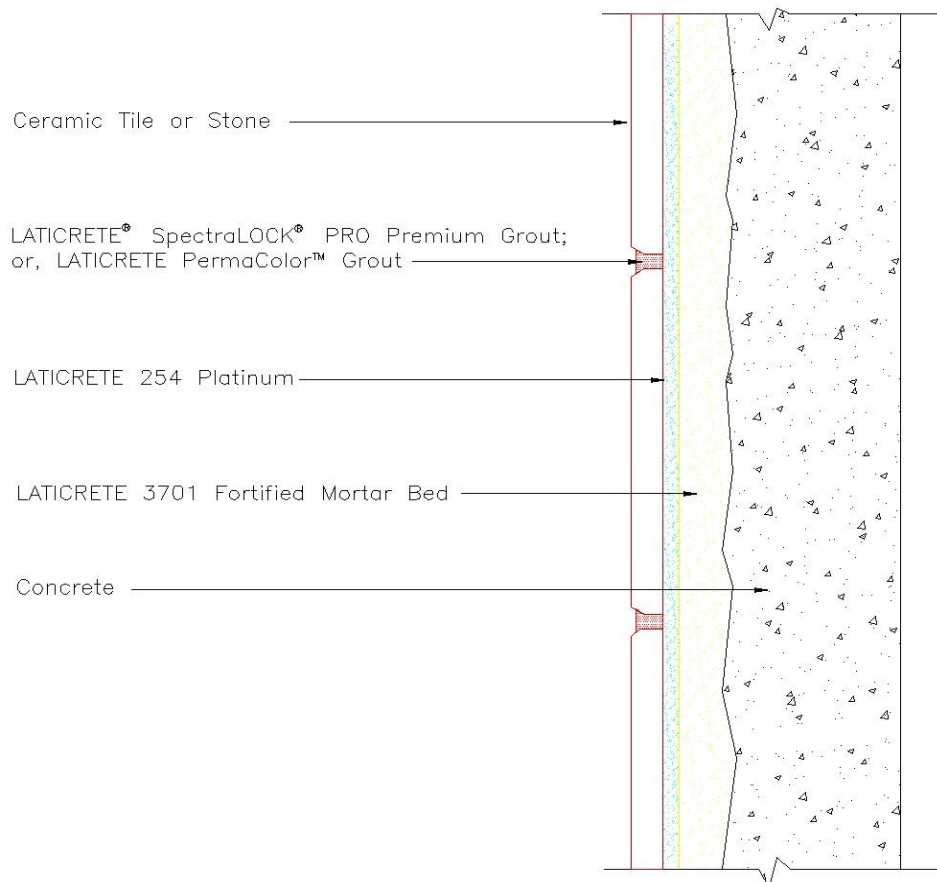 Ceramic Tile or Stone
LATICRETE® SpectraLOCK® PRO Premium Grout;
or, LATICRETE PermaColor™ Grout
LATICRETE 254 Platinum
LATICRETE 3701 Fortified Mortar Bed
Concrete